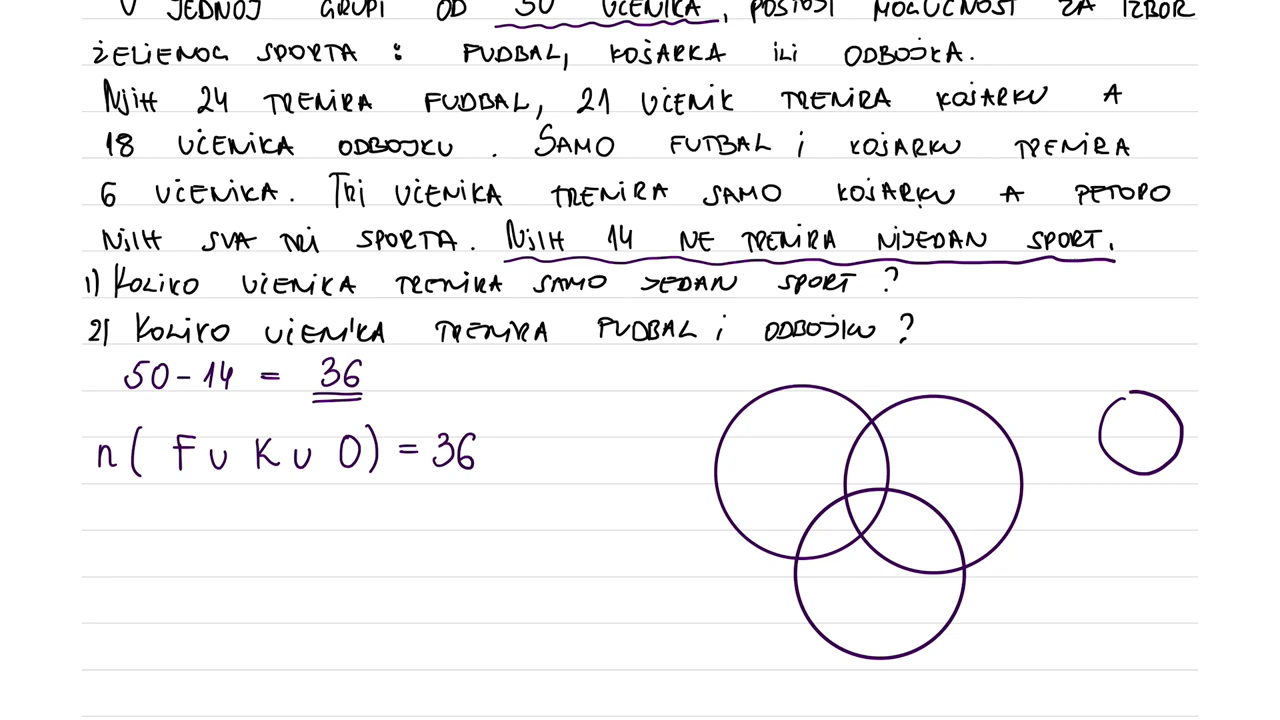 U JEDNOJ GRUPI OD 50 UČENIKA, POSTOJI MOGUĆNOST ZA IZBOR
ŽELJENOG SPORTA : FUDBAL, KOŠARKA ILI ODBOJKA.
NJIH 24 TRENIRA FUDBAL, 21 UČENIK TRENIRA KOŠARKU A
18 UČENIKA ODBOJKU . SAMO FUTBAL I KOŠARKU TRENIRA
6 UČENIKA. TRI UČENIKA TRENIRA SAMO KOŠARKU A PETORO
NJIH SVA TRI SPORTA. NJIH 14 NE TRENIRA NIJEDAN SPORT.
1) KOLIKO UČENIKA TRENIRA SAMO JEDAN SPORT ?
2) KOLIKO UČENIKA TRENIRA FUDBAL I ODBOJKU ?
50 - 14 = 36
n( F ∪ K ∪ O) = 36